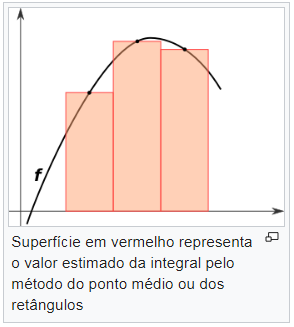 f
Superfície em vermelho representa
o valor estimado da integral pelo
método do ponto médio ou dos
retângulos